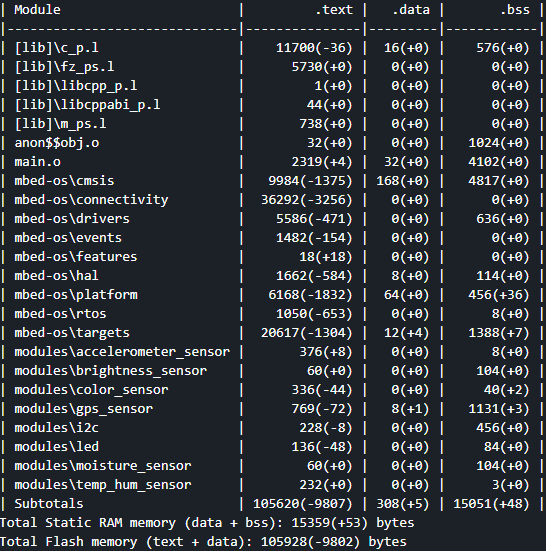 | Module                      |         .text |   .data |      .bss |
|-----------------------------|---------------|---------|-----------|
| [lib]\c_p.l                 |    11700(-36) |  16(+0) |   576(+0) |
| [lib]\fz_ps.l               |      5730(+0) |   0(+0) |     0(+0) |
| [lib]\libcpp_p.l            |         1(+0) |   0(+0) |     0(+0) |
| [lib]\libcppabi_p.l         |        44(+0) |   0(+0) |     0(+0) |
| [lib]\m_ps.l                |       738(+0) |   0(+0) |     0(+0) |
| anon$$obj.o                 |        32(+0) |   0(+0) |  1024(+0) |
| main.o                      |      2319(+4) |  32(+0) |  4102(+0) |
| mbed-os\cmsis               |   9984(-1375) | 168(+0) |  4817(+0) |
| mbed-os\connectivity        |  36292(-3256) |   0(+0) |     0(+0) |
| mbed-os\drivers             |    5586(-471) |   0(+0) |   636(+0) |
| mbed-os\events              |    1482(-154) |   0(+0) |     0(+0) |
| mbed-os\features            |       18(+18) |   0(+0) |     0(+0) |
| mbed-os\hal                 |    1662(-584) |   8(+0) |   114(+0) |
| mbed-os\platform            |   6168(-1832) |  64(+0) |  456(+36) |
| mbed-os\rtos                |    1050(-653) |   0(+0) |     8(+0) |
| mbed-os\targets             |  20617(-1304) |  12(+4) |  1388(+7) |
| modules\accelerometer_sensor |       376(+8) |   0(+0) |     8(+0) |
| modules\brightness_sensor   |        60(+0) |   0(+0) |   104(+0) |
| modules\color_sensor        |      336(-44) |   0(+0) |    40(+2) |
| modules\gps_sensor          |      769(-72) |   8(+1) |  1131(+3) |
| modules\i2c                 |       228(-8) |   0(+0) |   456(+0) |
| modules\led                 |      136(-48) |   0(+0) |    84(+0) |
| modules\moisture_sensor     |        60(+0) |   0(+0) |   104(+0) |
| modules\temp_hum_sensor     |       232(+0) |   0(+0) |     3(+0) |
| Subtotals                   | 105620(-9807) | 308(+5) | 15051(+48) |
Total Static RAM memory (data + bss): 15359(+53) bytes
Total Flash memory (text + data): 105928(-9802) bytes